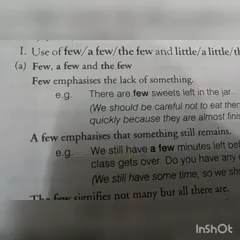 I. Use of few/a few/the few and little/a little/t
(a) Few, a few and the few
Few emphasises the lack of something.
e.g. There are few sweets left in the jar.
(We should be careful not to eat them
quickly because they are almost finis
A few emphasises that something still remains.
e.g. We still have a few minutes left be
class gets over. Do you have any
(We still have some time, so we sh
The few signifies not many but all there are.
InShOt